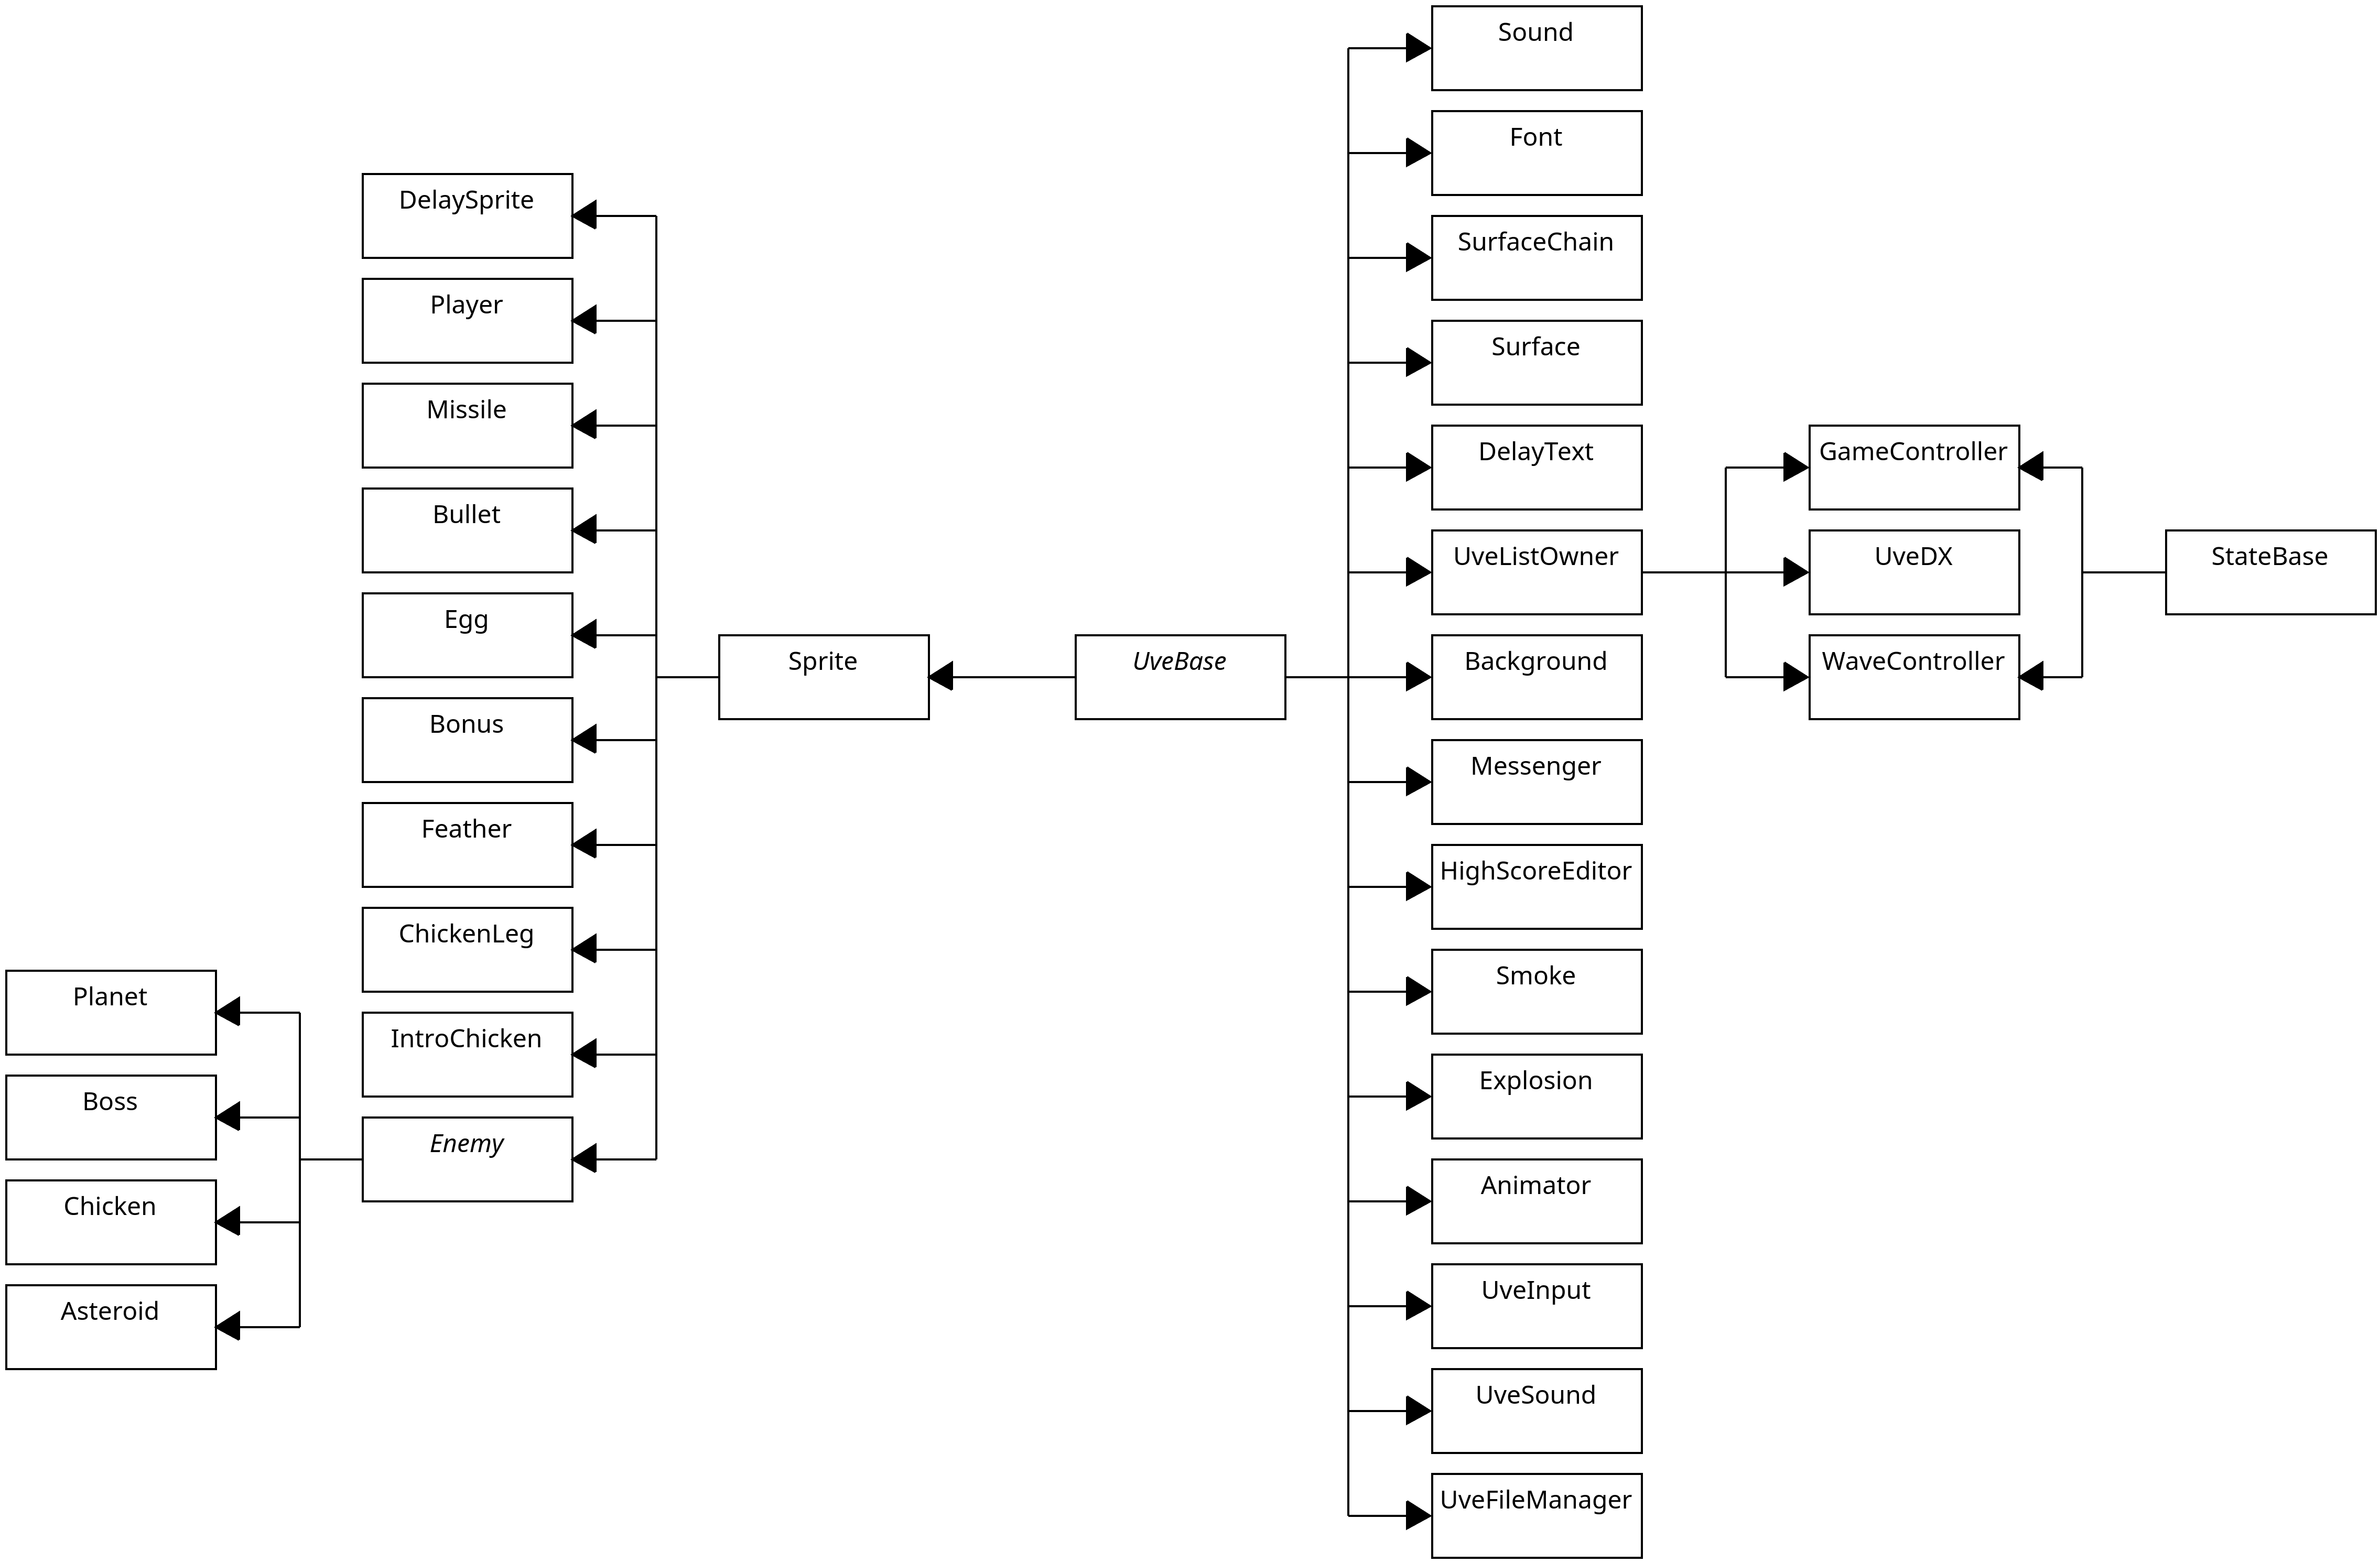 Sound
Font
DelaySprite
SurfaceChain
Player
Surface
Missile
DelayText
GameController
Bullet
UveListOwner
UveDX
StateBase
Egg
Sprite
UveBase
Background
WaveController
Bonus
Messenger
Feather
HighScoreEditor
ChickenLeg
Smoke
Planet
IntroChicken
Explosion
Boss
Enemy
Animator
Chicken
UveInput
Asteroid
UveSound
UveFileManager